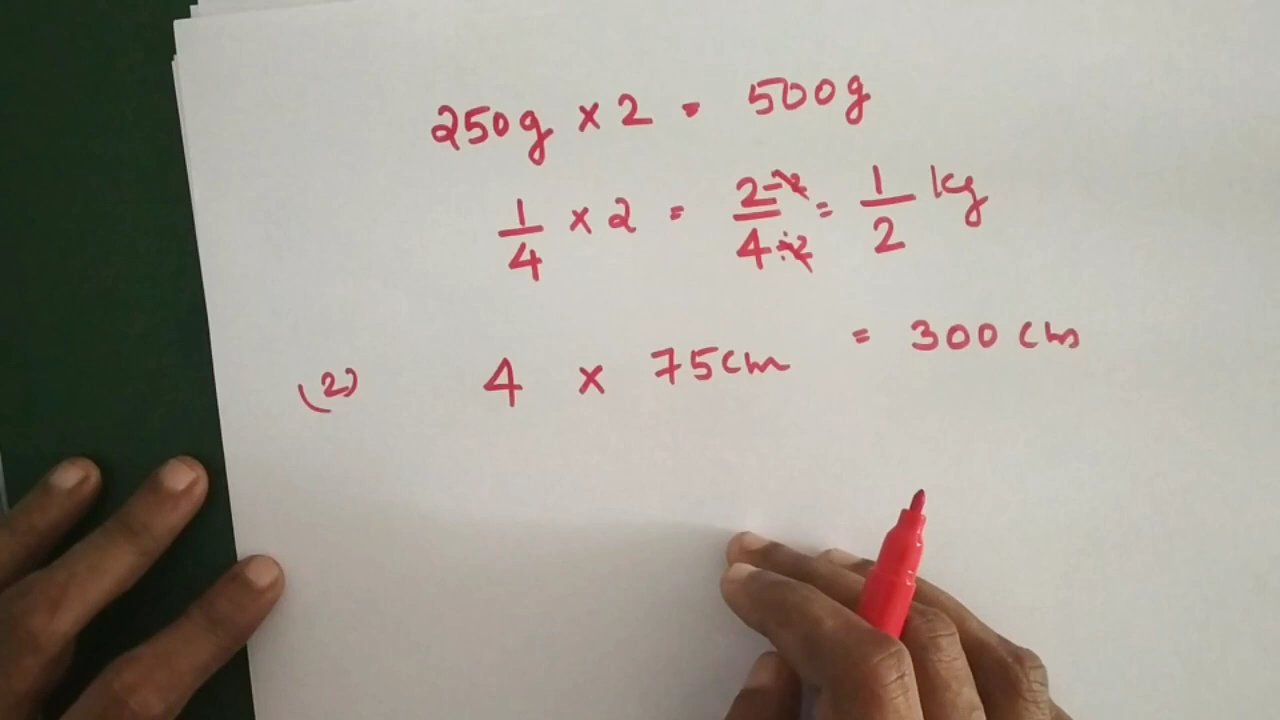 250g × 2 = 500g
1/4 × 2 = 2÷2/4÷2 = 1/2 kg
(2) 4 × 75cm = 300 cm